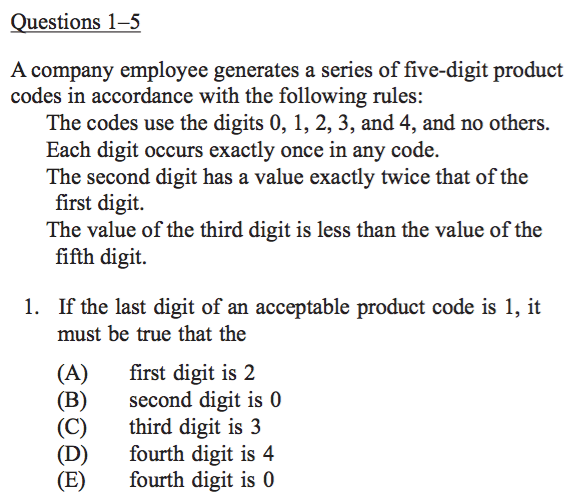 Questions 1–5
A company employee generates a series of five-digit product
codes in accordance with the following rules:
The codes use the digits 0, 1, 2, 3, and 4, and no others.
Each digit occurs exactly once in any code.
The second digit has a value exactly twice that of the
first digit.
The value of the third digit is less than the value of the
fifth digit.
1. If the last digit of an acceptable product code is 1, it
must be true that the
(A) first digit is 2
(B) second digit is 0
(C) third digit is 3
(D) fourth digit is 4
(E) fourth digit is 0